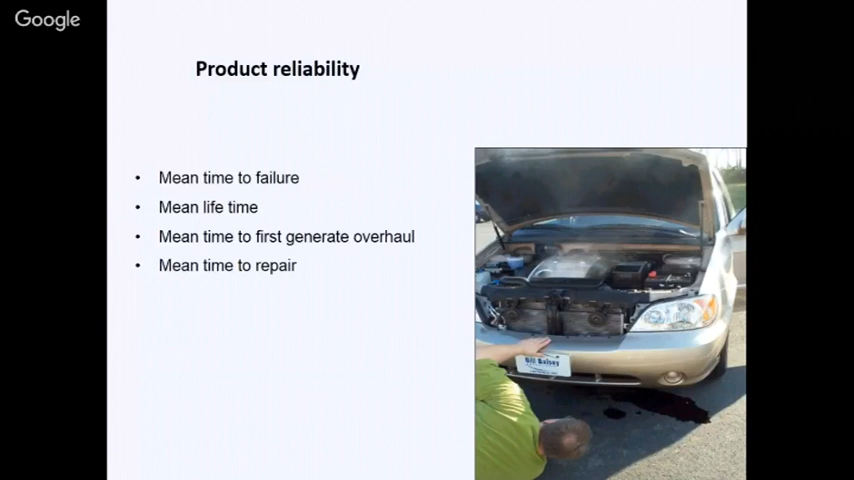 Google
Product reliability
• Mean time to failure
• Mean life time
• Mean time to first generate overhaul
• Mean time to repair
Bill Balsey